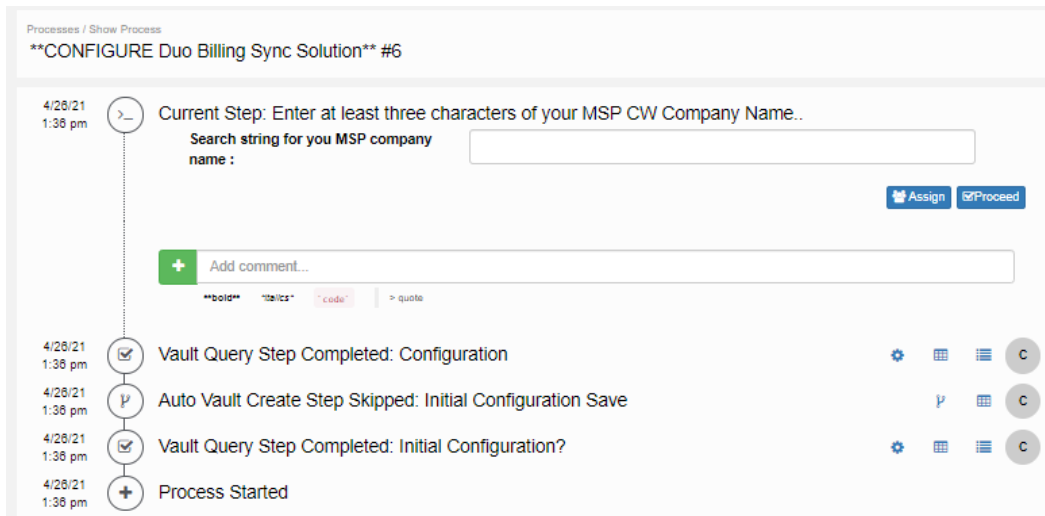 Processes / Show Process
**CONFIGURE Duo Billing Sync Solution** #6
4/26/21
1:36 pm
Current Step: Enter at least three characters of your MSP CW Company Name..
Search string for you MSP company
name :
Assign
Proceed
Add comment...
**bold** *italics* `code` > quote
4/26/21
1:36 pm
Vault Query Step Completed: Configuration
C
4/26/21
1:36 pm
Auto Vault Create Step Skipped: Initial Configuration Save
C
4/26/21
1:36 pm
Vault Query Step Completed: Initial Configuration?
C
4/26/21
1:36 pm
Process Started